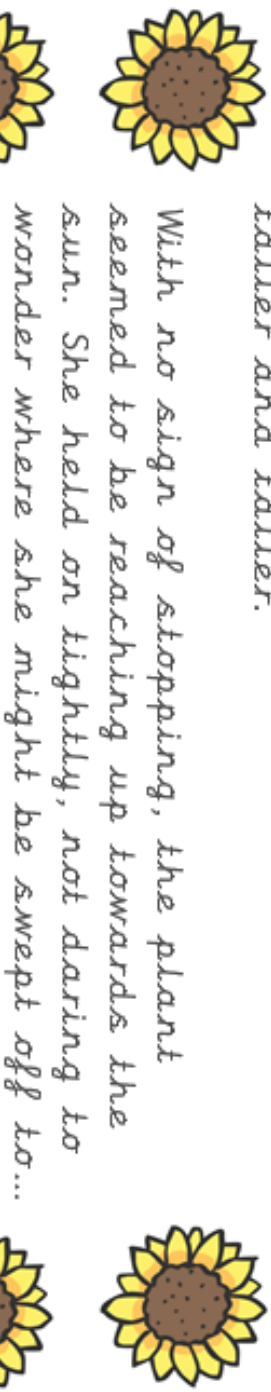 taller and taller.
With no sign of stopping, the plant
seemed to be reaching up towards the
sun. She held on tightly, not daring to
wonder where she might be swept off to...